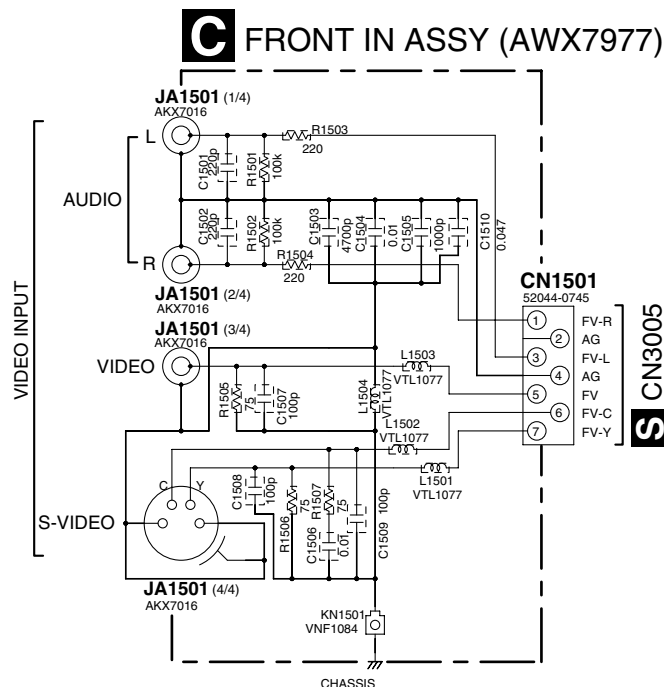 C FRONT IN ASSY (AWX7977)
JA1501 (1/4)
AKX7016
L
R1503
220
C1501
220p
R1501
100k
AUDIO
C1502
220p
R1502
100k
C1503
4700p
C1504
0.01
C1505
1000p
C1510
0.047
R
R1504
220
JA1501 (2/4)
AKX7016
CN1501
52044-0745
1 FV-R
2 AG
3 FV-L
4 AG
5 FV
6 FV-C
7 FV-Y
S CN3005
VIDEO INPUT
JA1501 (3/4)
AKX7016
VIDEO
L1503
VTL1077
R1505
75
C1507
100p
L1504
VTL1077
L1502
VTL1077
L1501
VTL1077
C Y
S-VIDEO
C1508
100p
R1506
75
R1507
75
C1506
0.01
C1509
100p
JA1501 (4/4)
AKX7016
KN1501
VNF1084
CHASSIS